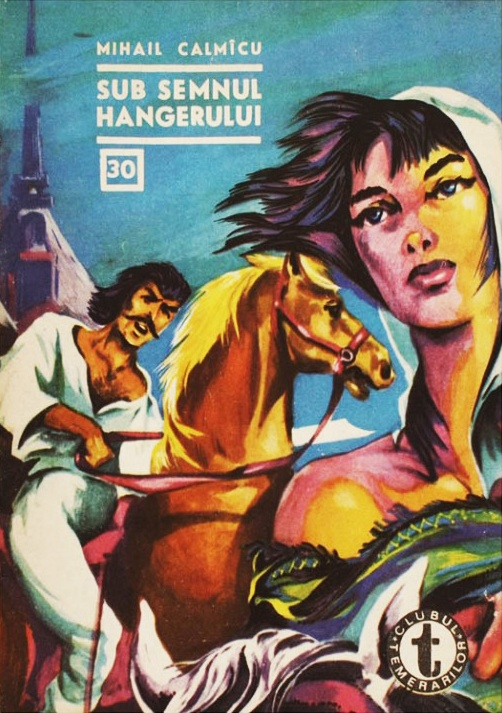 MIHAIL CALMÎCU
SUB SEMNUL
HANGERULUI
30
CLUBUL
t
TEMERARILOR